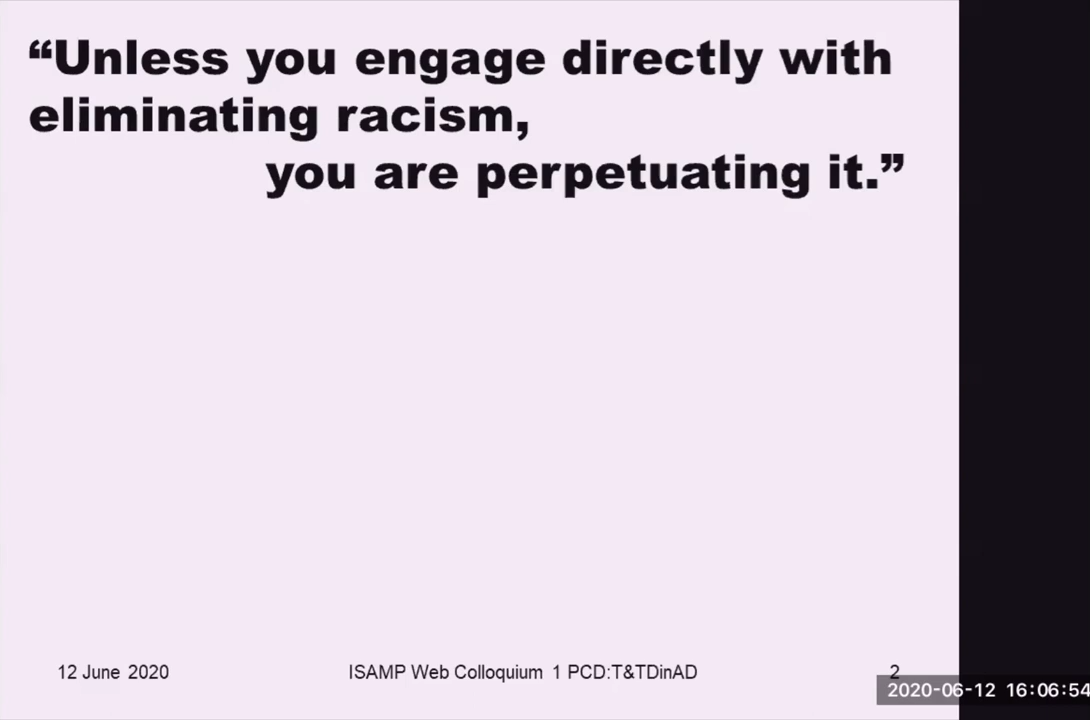 “Unless you engage directly with
eliminating racism,
you are perpetuating it.”
12 June 2020
ISAMP Web Colloquium 1 PCD:T&TDinAD
2
2020-06-12 16:06:54